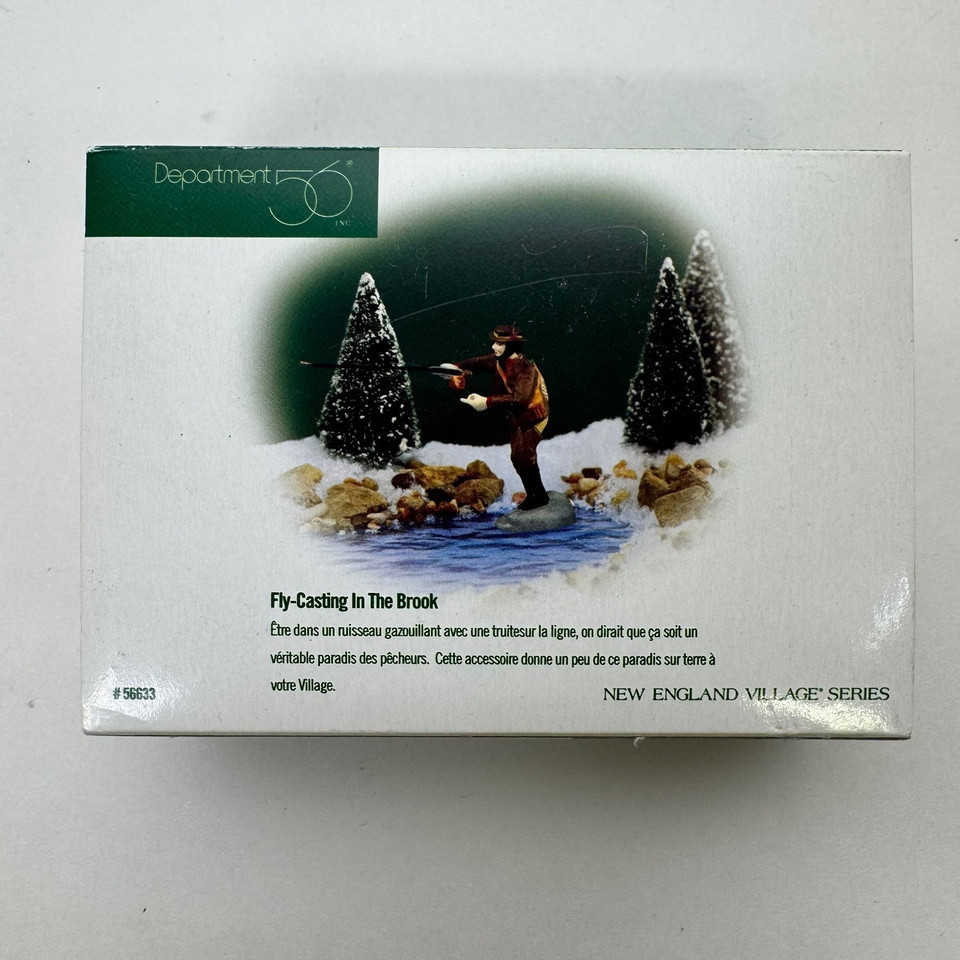 Department 56®
INC
Fly-Casting In The Brook
Être dans un ruisseau gazouillant avec une truitesur la ligne, on dirait que ça soit un
véritable paradis des pêcheurs. Cette accessoire donne un peu de ce paradis sur terre à
votre Village.
# 56633
NEW ENGLAND VILLAGE® SERIES